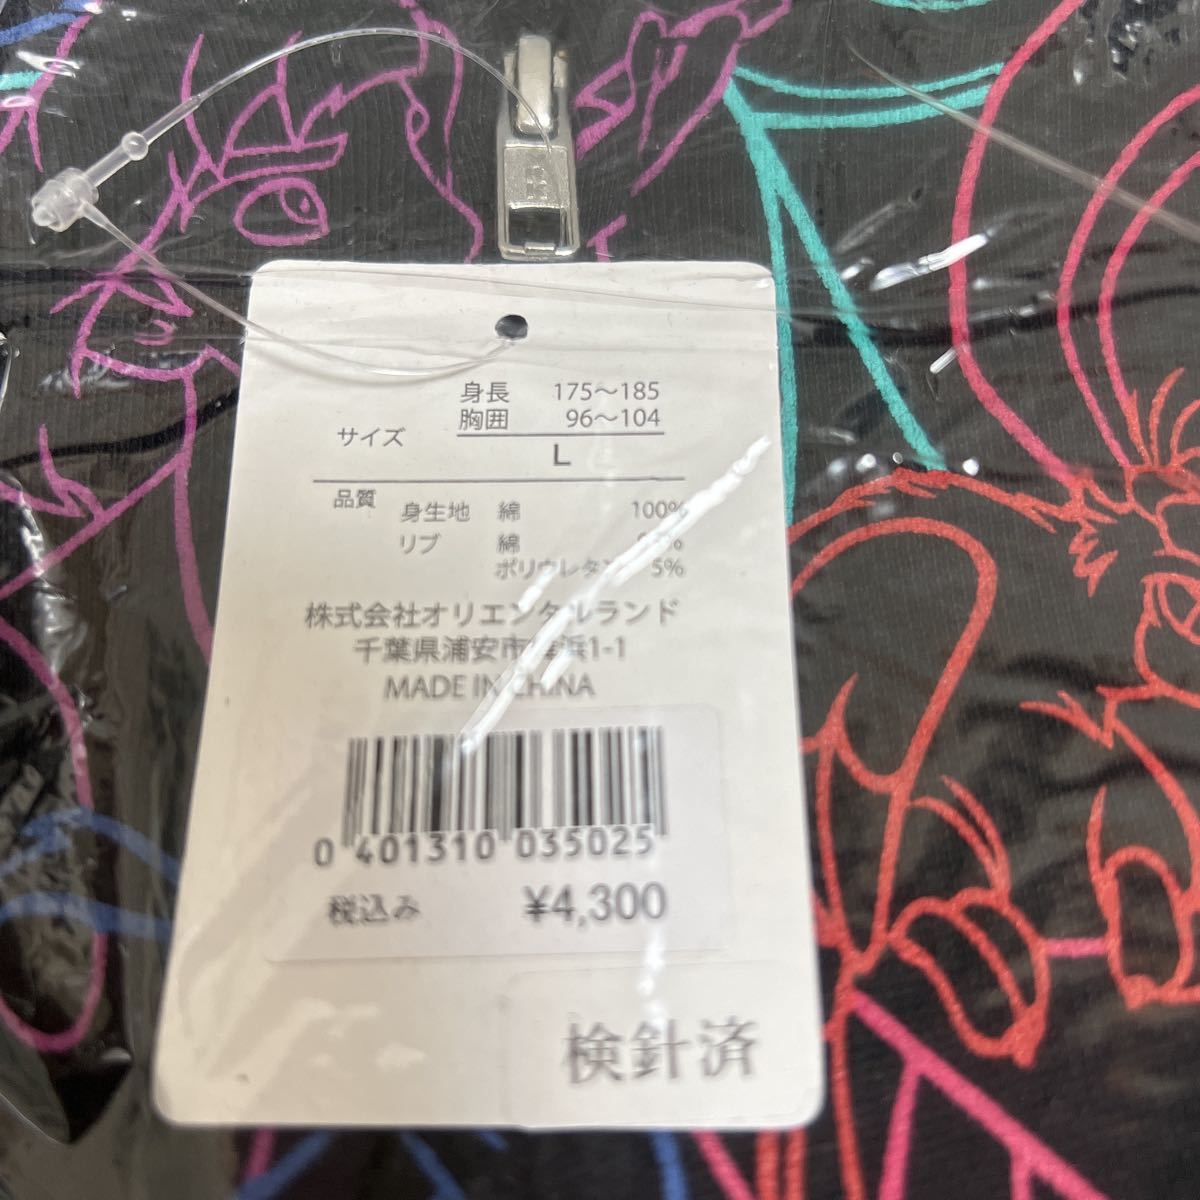 身長 175～185
胸囲 96～104
サイズ
L
品質 身生地 綿 100%
リブ 綿 %
ポリウレタン 5%
株式会社オリエンタルランド
千葉県浦安市舞浜1-1
MADE IN CHINA
0 401310 035025
税込み ¥4,300
検針済